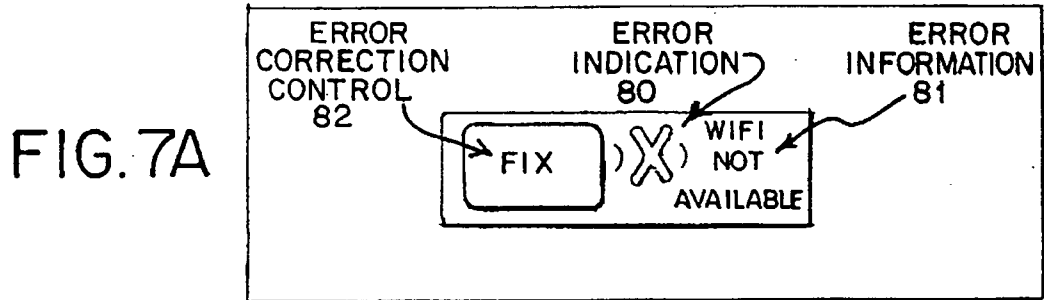 FIG. 7A
ERROR
CORRECTION
CONTROL
82
ERROR
INDICATION
80
ERROR
INFORMATION
81
FIX
X
WIFI
NOT
AVAILABLE